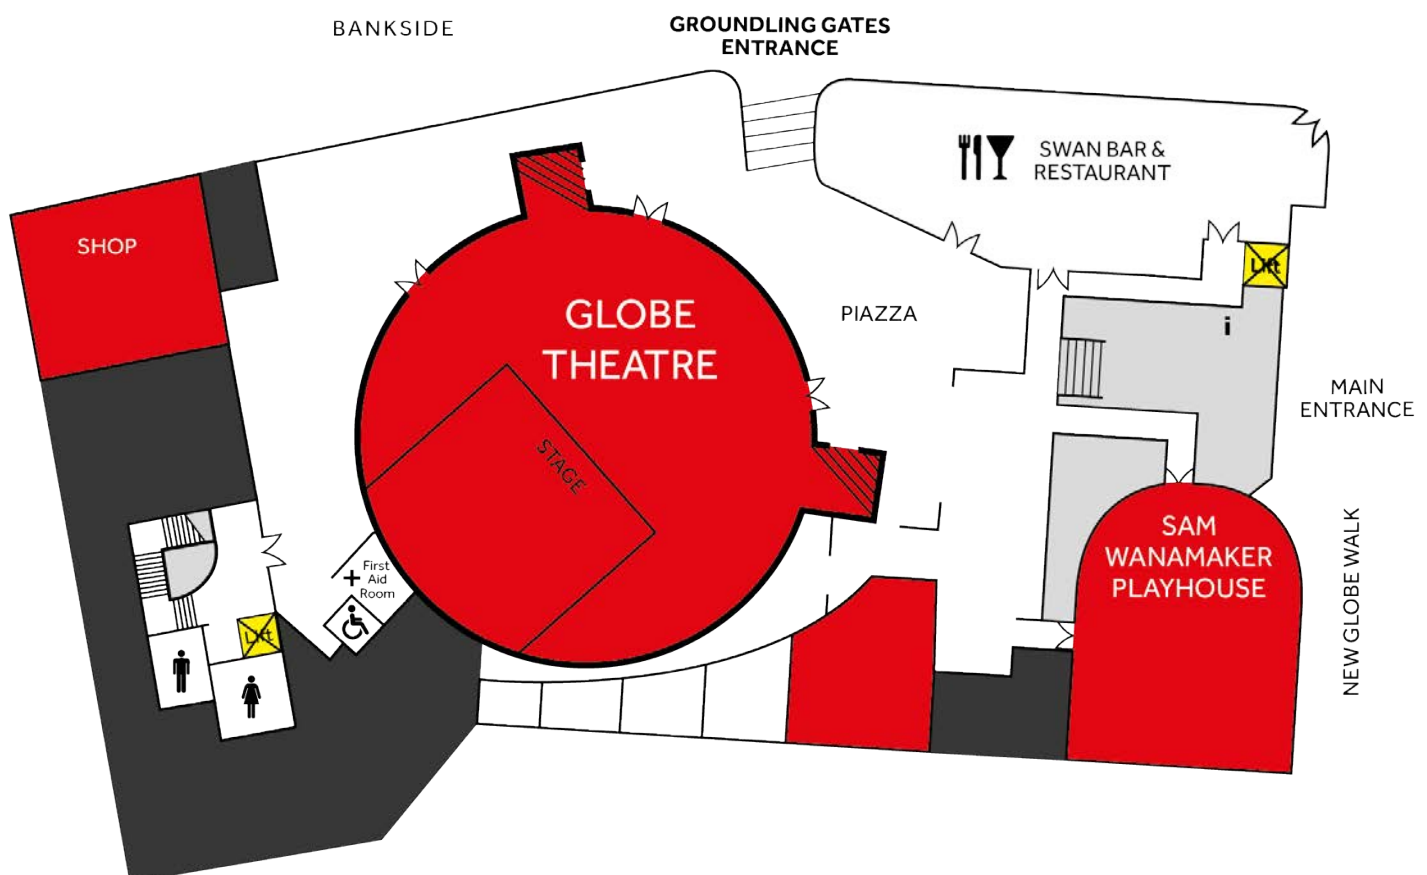 BANKSIDE
GROUNDLING GATES
ENTRANCE
SWAN BAR &
RESTAURANT
SHOP
Lift
GLOBE
THEATRE
PIAZZA
i
MAIN
ENTRANCE
STAGE
SAM
WANAMAKER
PLAYHOUSE
NEW GLOBE WALK
First
Aid
Room
Lift